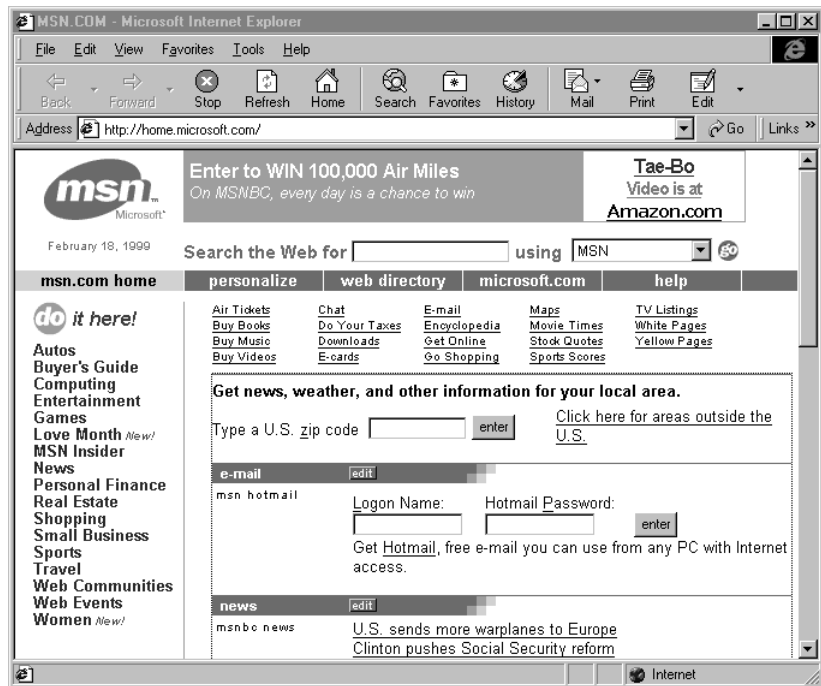 MSN.COM - Microsoft Internet Explorer
File Edit View Favorites Tools Help
Back Forward Stop Refresh Home Search Favorites History Mail Print Edit
Address http://home.microsoft.com/ Go Links »
msn™
Microsoft®
Enter to WIN 100,000 Air Miles
On MSNBC, every day is a chance to win
Tae-Bo
Video is at
Amazon.com
February 18, 1999
Search the Web for using MSN go
msn.com home personalize web directory microsoft.com help
do it here!
Autos
Buyer's Guide
Computing
Entertainment
Games
Love Month New!
MSN Insider
News
Personal Finance
Real Estate
Shopping
Small Business
Sports
Travel
Web Communities
Web Events
Women New!
Air Tickets Chat E-mail Maps TV Listings
Buy Books Do Your Taxes Encyclopedia Movie Times White Pages
Buy Music Downloads Get Online Stock Quotes Yellow Pages
Buy Videos E-cards Go Shopping Sports Scores
Get news, weather, and other information for your local area.
Type a U.S. zip code enter Click here for areas outside the
U.S.
e-mail edit
msn hotmail
Logon Name: Hotmail Password:
enter
Get Hotmail, free e-mail you can use from any PC with Internet
access.
news edit
msnbc news U.S. sends more warplanes to Europe
Clinton pushes Social Security reform
Internet